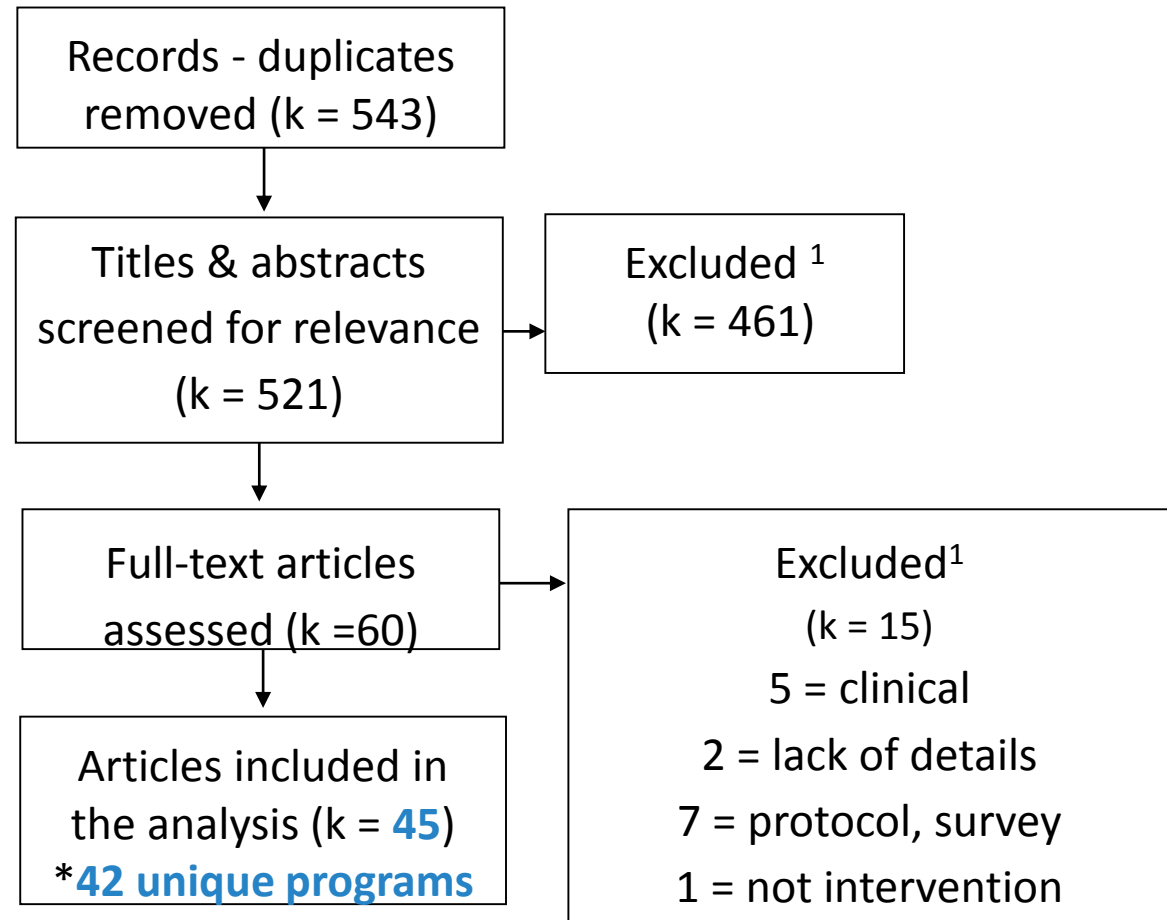 Records - duplicates
removed (k = 543)
Titles & abstracts
screened for relevance
(k = 521)
Excluded ¹
(k = 461)
Full-text articles
assessed (k =60)
Excluded¹
(k = 15)
5 = clinical
2 = lack of details
7 = protocol, survey
1 = not intervention
Articles included in
the analysis (k = 45)
*42 unique programs